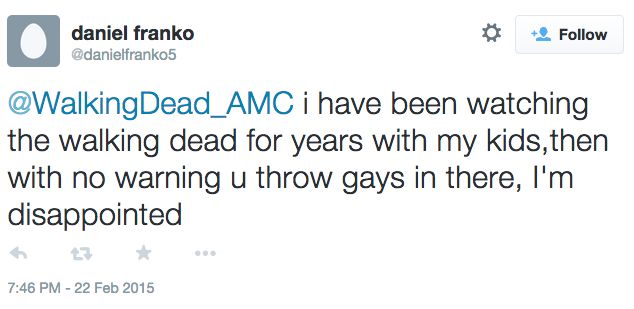 daniel franko
@danielfranko5
Follow
@WalkingDead_AMC i have been watching
the walking dead for years with my kids,then
with no warning u throw gays in there, I'm
disappointed
7:46 PM - 22 Feb 2015